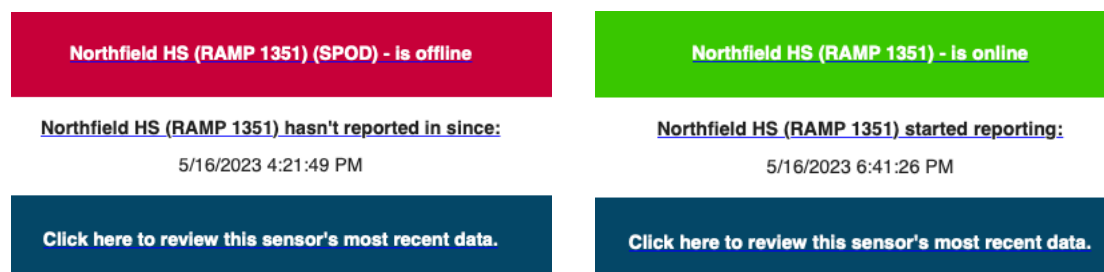 Northfield HS (RAMP 1351) (SPOD) - is offline
Northfield HS (RAMP 1351) hasn't reported in since:
5/16/2023 4:21:49 PM
Click here to review this sensor's most recent data.
Northfield HS (RAMP 1351) - is online
Northfield HS (RAMP 1351) started reporting:
5/16/2023 6:41:26 PM
Click here to review this sensor's most recent data.